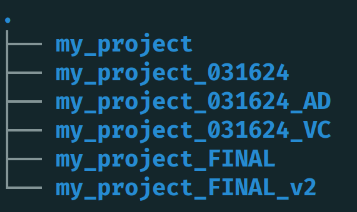 .
my_project
my_project_031624
my_project_031624_AD
my_project_031624_VC
my_project_FINAL
my_project_FINAL_v2